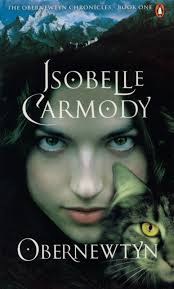 THE OBERNEWTYN CHRONICLES - BOOK ONE
ISOBELLE
CARMODY
OBERNEWTYN